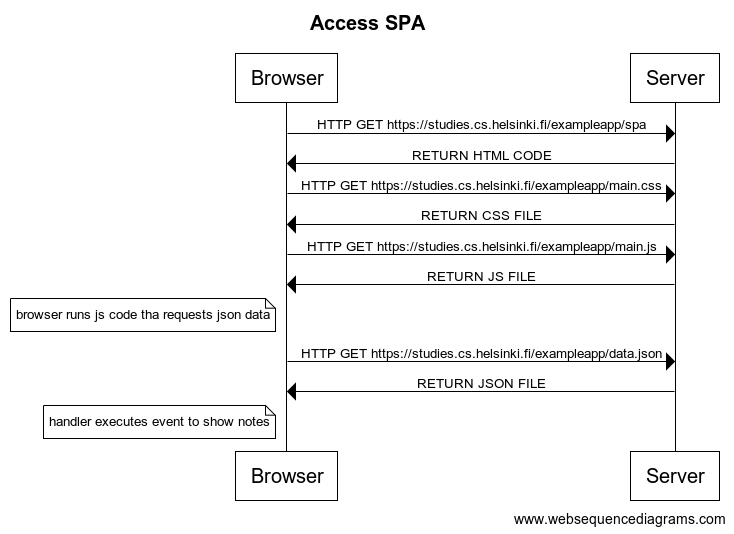 Access SPA
Browser
Server
HTTP GET https://studies.cs.helsinki.fi/exampleapp/spa
RETURN HTML CODE
HTTP GET https://studies.cs.helsinki.fi/exampleapp/main.css
RETURN CSS FILE
HTTP GET https://studies.cs.helsinki.fi/exampleapp/main.js
RETURN JS FILE
browser runs js code tha requests json data
HTTP GET https://studies.cs.helsinki.fi/exampleapp/data.json
RETURN JSON FILE
handler executes event to show notes
Browser
Server
www.websequencediagrams.com